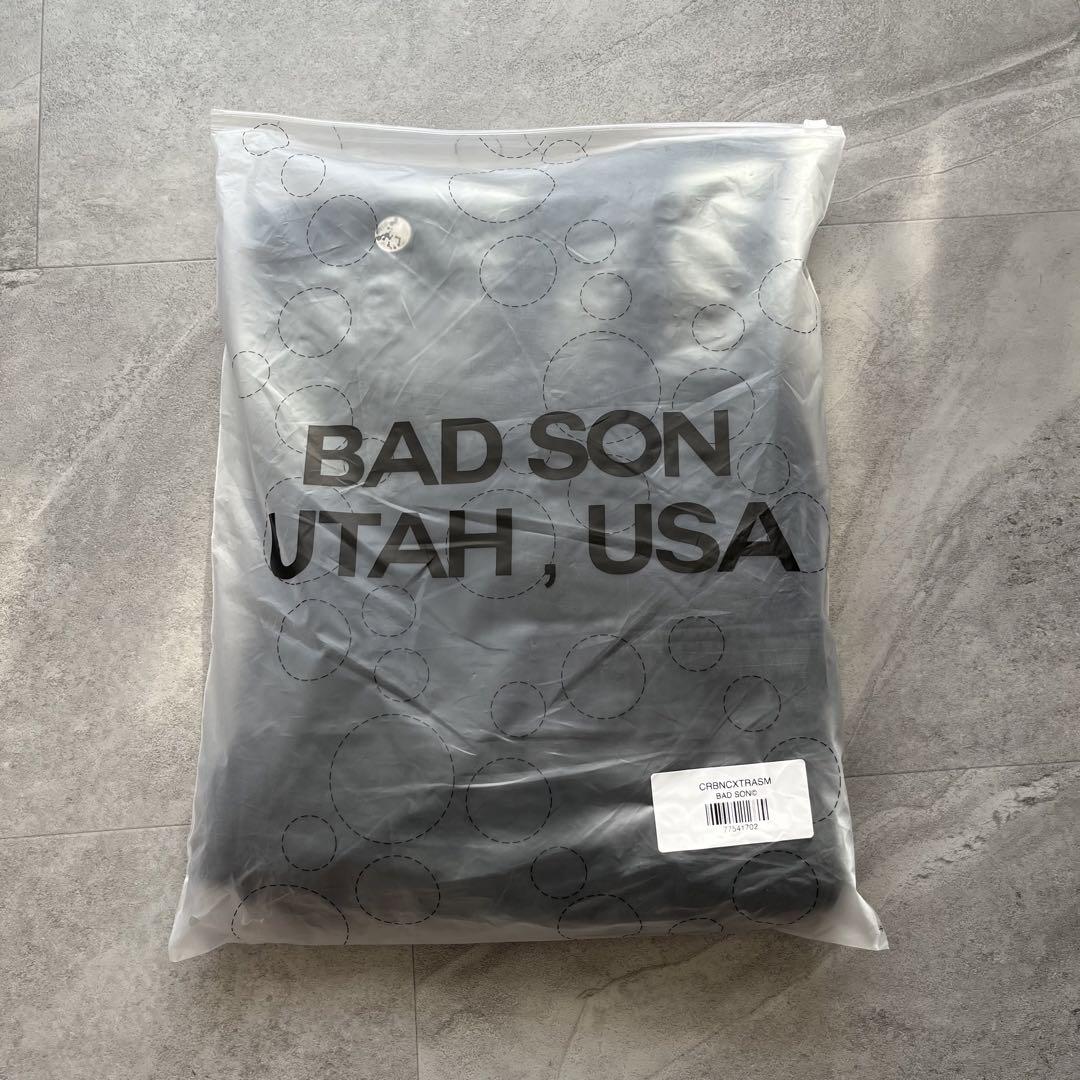 BAD SON
UTAH, USA
CRBNCXTRASM
BAD SON©
77541702